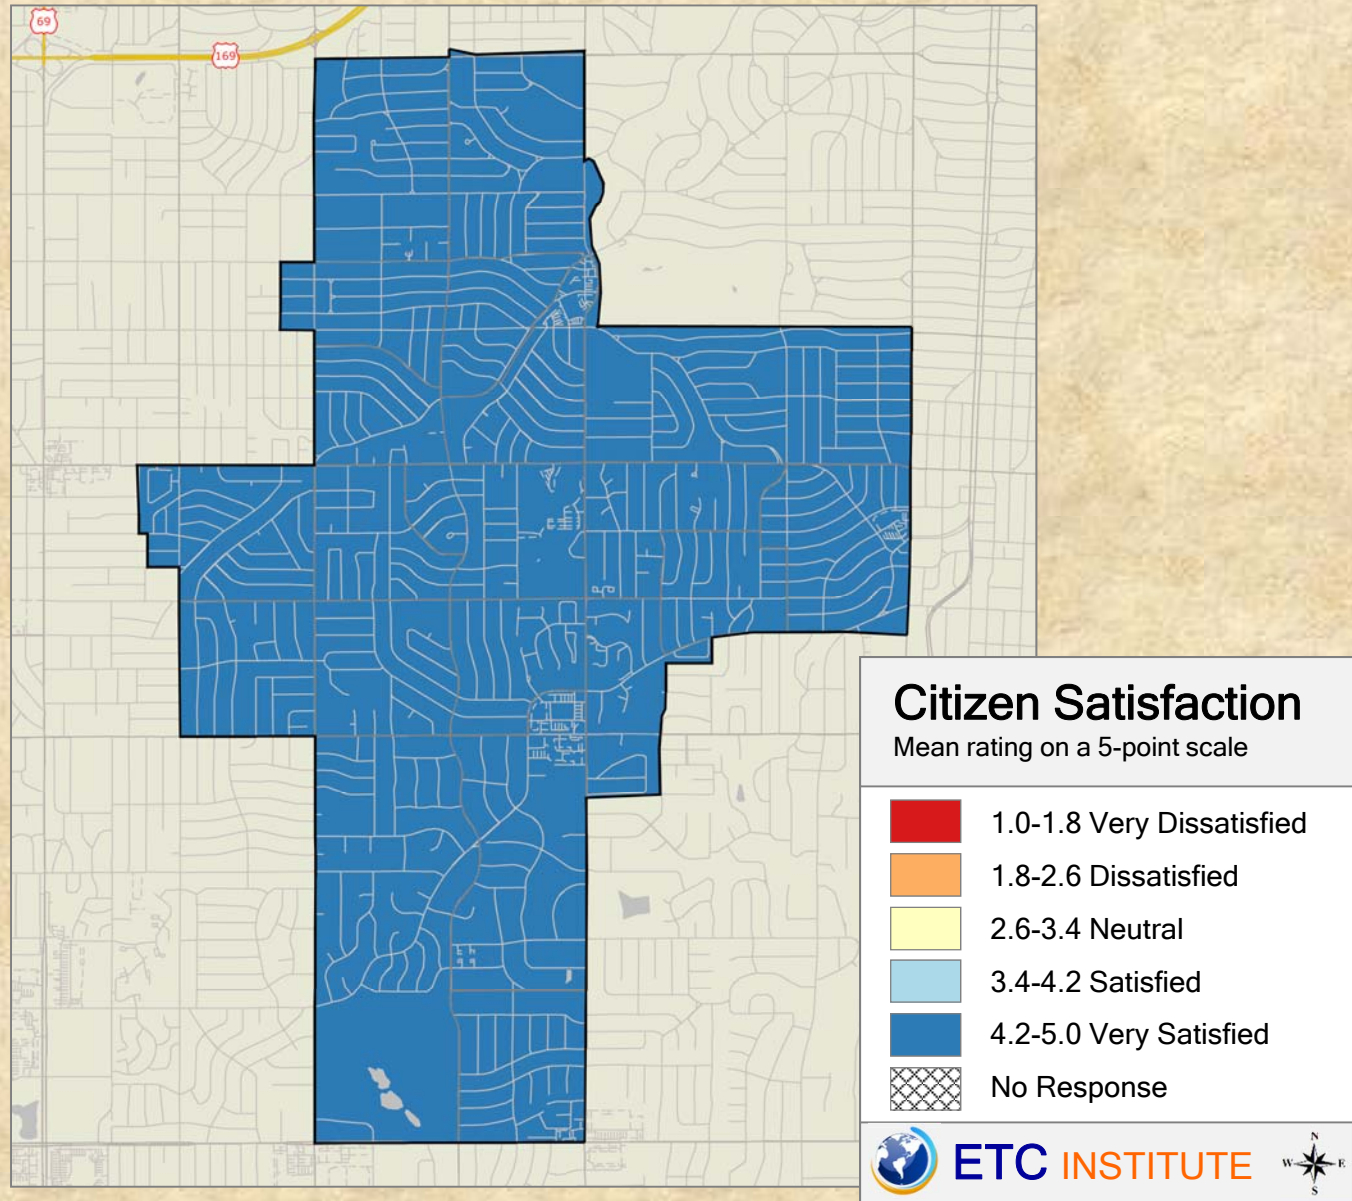 69
169
Citizen Satisfaction
Mean rating on a 5-point scale
1.0-1.8 Very Dissatisfied
1.8-2.6 Dissatisfied
2.6-3.4 Neutral
3.4-4.2 Satisfied
4.2-5.0 Very Satisfied
No Response
ETC INSTITUTE
N
W E
S